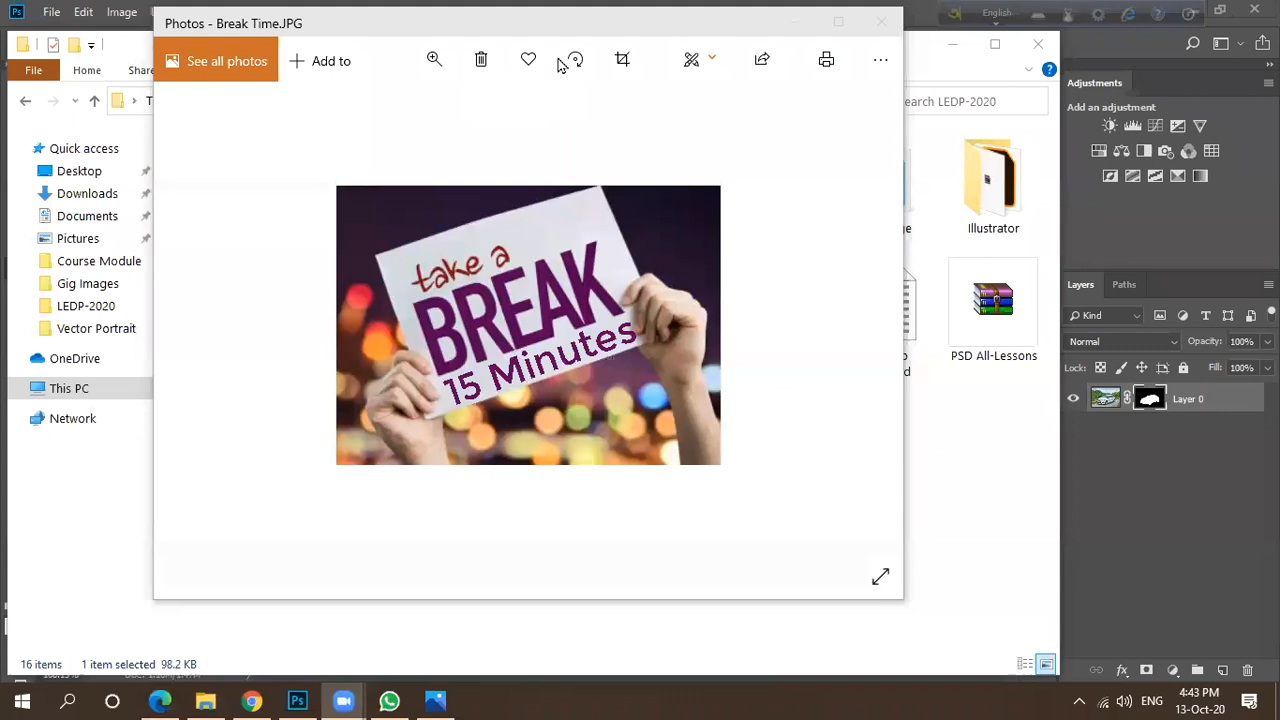 File Edit Image
English
Photos - Break Time.JPG
See all photos
Add to
File Home
LEDP-2020
Adjustments
Add an adjustment
Quick access
Desktop
Downloads
Documents
Pictures
Course Module
Gig Images
LEDP-2020
Vector Portrait
OneDrive
This PC
Network
take a
BREAK
15 Minutes
Illustrator
PSD All-Lessons
Layers Paths
Kind
Normal Opacity: 100%
Lock: Fill: 100%
Layer 0
16 items 1 item selected 98.2 KB
ENG
4:43 PM
13-Oct-20